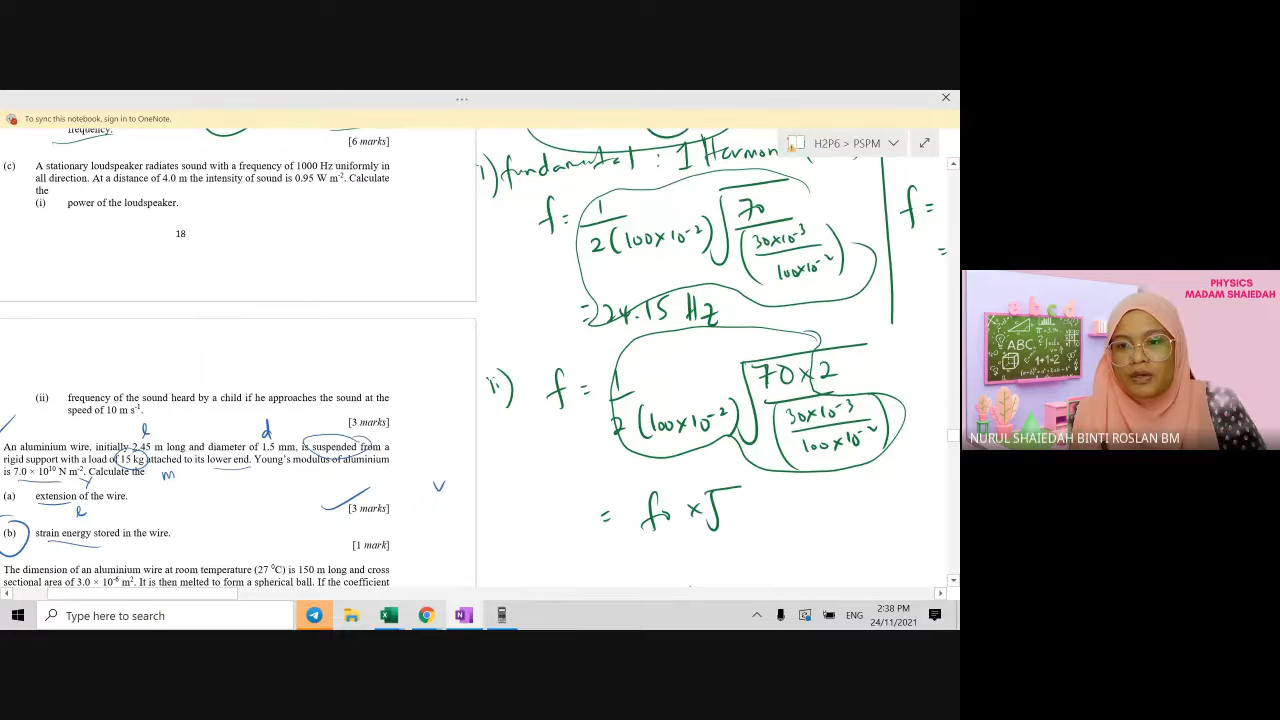 To sync this notebook, sign in to OneNote.
H2P6 > PSPM
frequency.
[6 marks]
(c) A stationary loudspeaker radiates sound with a frequency of 1000 Hz uniformly in
all direction. At a distance of 4.0 m the intensity of sound is 0.95 W m-2. Calculate
the
(i) power of the loudspeaker.
18
(ii) frequency of the sound heard by a child if he approaches the sound at the
speed of 10 m s-1.
[3 marks]
l d
An aluminium wire, initially 2.45 m long and diameter of 1.5 mm, is suspended from a
rigid support with a load of 15 kg attached to its lower end. Young's modulus of aluminium
is 7.0 × 10^10 N m-2. Calculate the
Y m
(a) extension of the wire.
e
[3 marks]
(b) strain energy stored in the wire.
[1 mark]
The dimension of an aluminium wire at room temperature (27 ⁰C) is 150 m long and cross
sectional area of 3.0 × 10-6 m2. It is then melted to form a spherical ball. If the coefficient
i) fundamental : 1 Harmon
f = 1 / 2(100×10^-2) √ 70 / (30×10^-3 / 100×10^-2)
= 24.15 Hz
f =
=
ii) f = 1 / 2(100×10^-2) √ 70×2 / (30×10^-3 / 100×10^-2)
= f0 ×√
PHYSICS
MADAM SHAIEDAH
abcd
ABC
1+1=2
NURUL SHAIEDAH BINTI ROSLAN BM
Type here to search
ENG
2:38 PM
24/11/2021